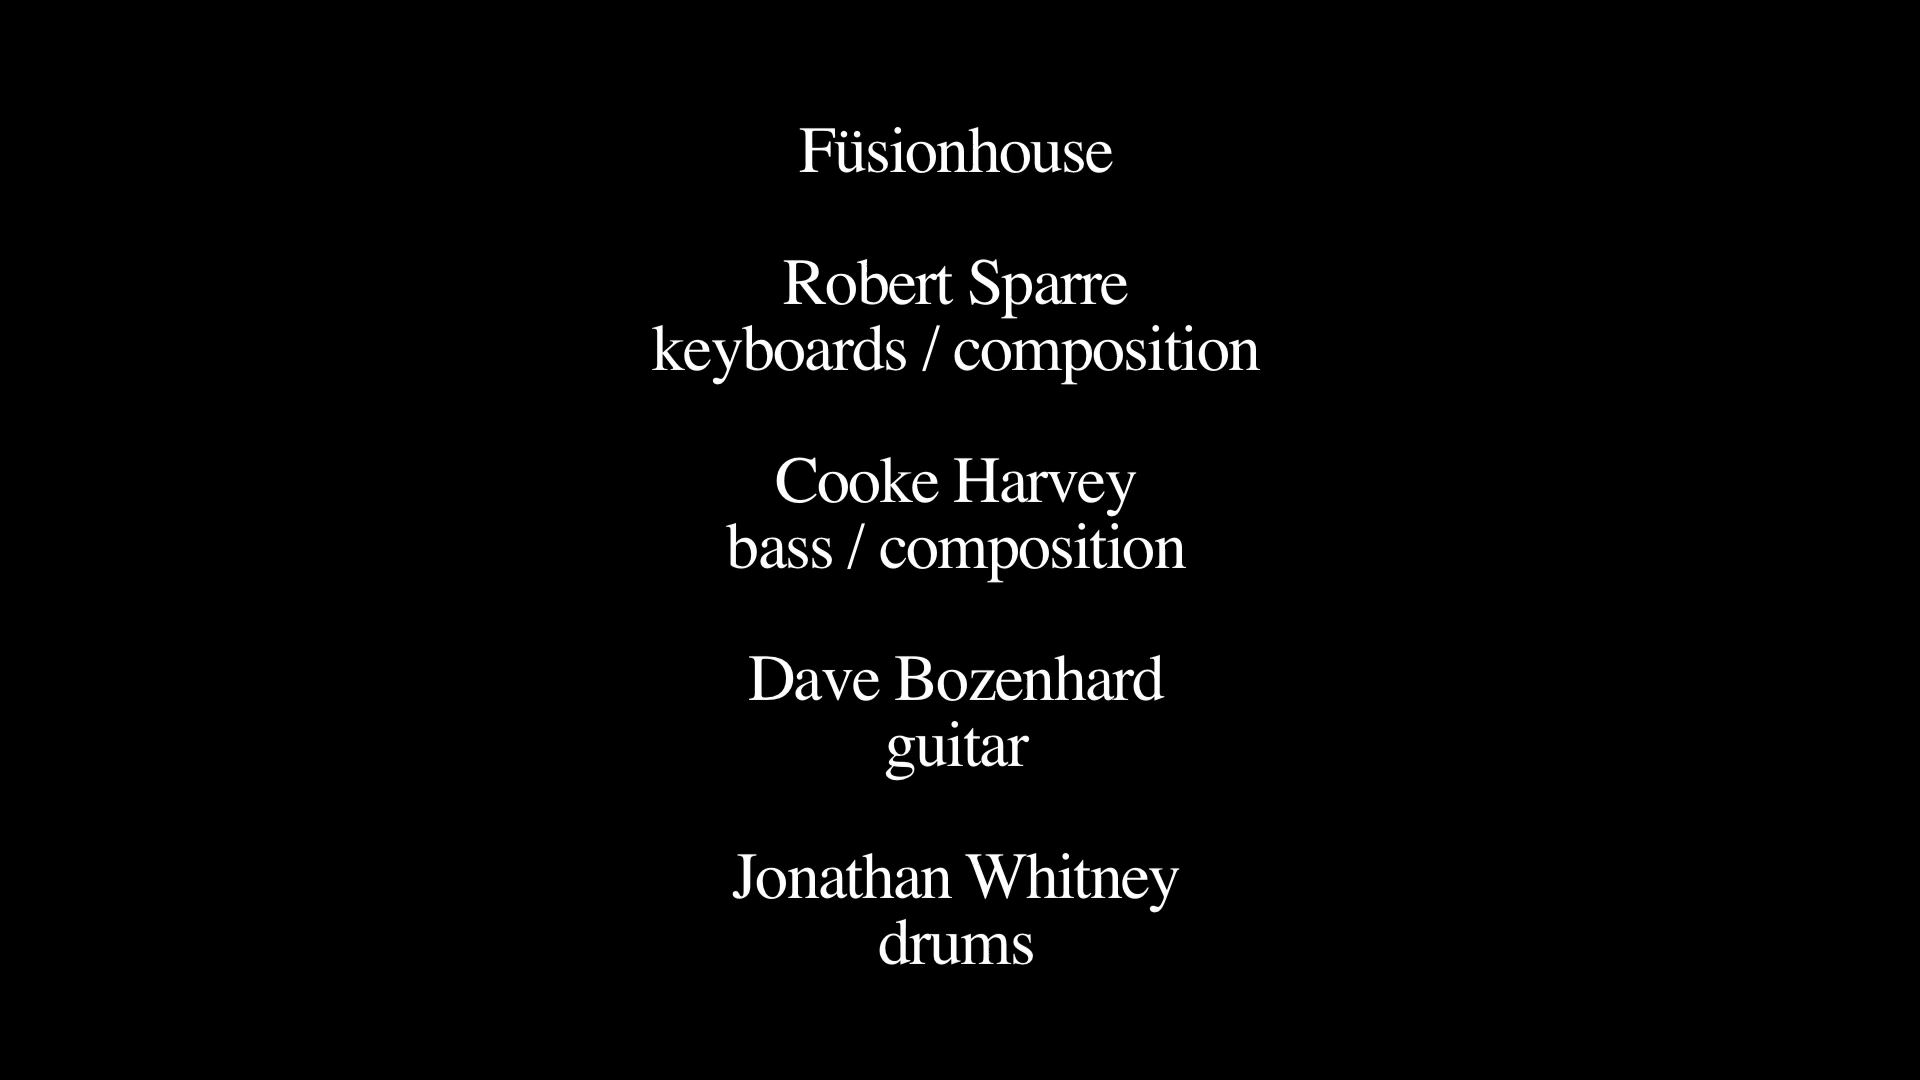 Füsionhouse
Robert Sparre
keyboards / composition
Cooke Harvey
bass / composition
Dave Bozenhard
guitar
Jonathan Whitney
drums